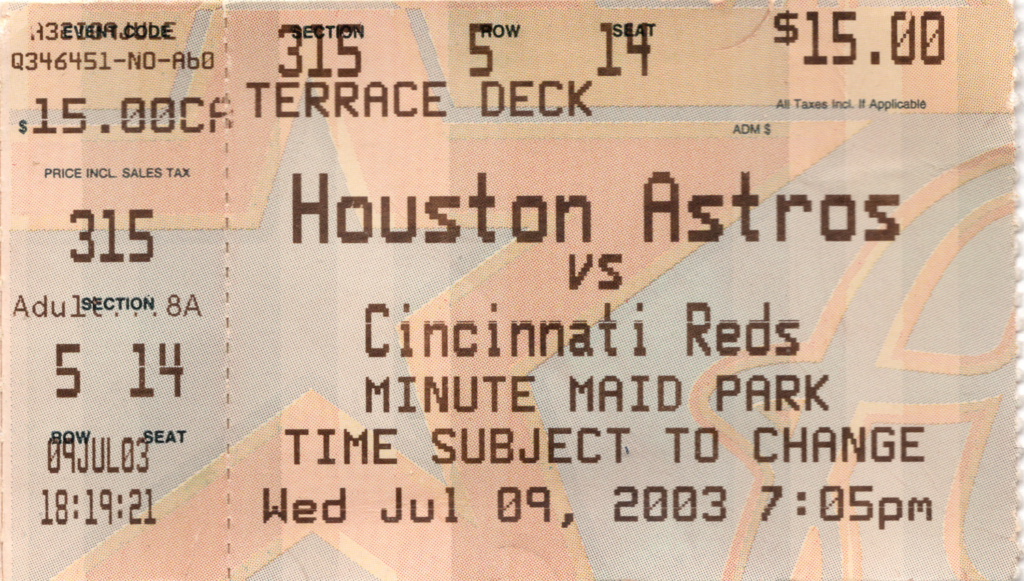 EVENT CODE
Q346451-NO-Ab0
$15.00CA
PRICE INCL. SALES TAX
315
SECTION
Adult... 8A
5 14
ROW SEAT
09JUL03
18:19:21
SECTION ROW SEAT
315 5 14 $15.00
TERRACE DECK
All Taxes Incl. If Applicable
ADM $
Houston Astros
vs
Cincinnati Reds
MINUTE MAID PARK
TIME SUBJECT TO CHANGE
Wed Jul 09, 2003 7:05pm